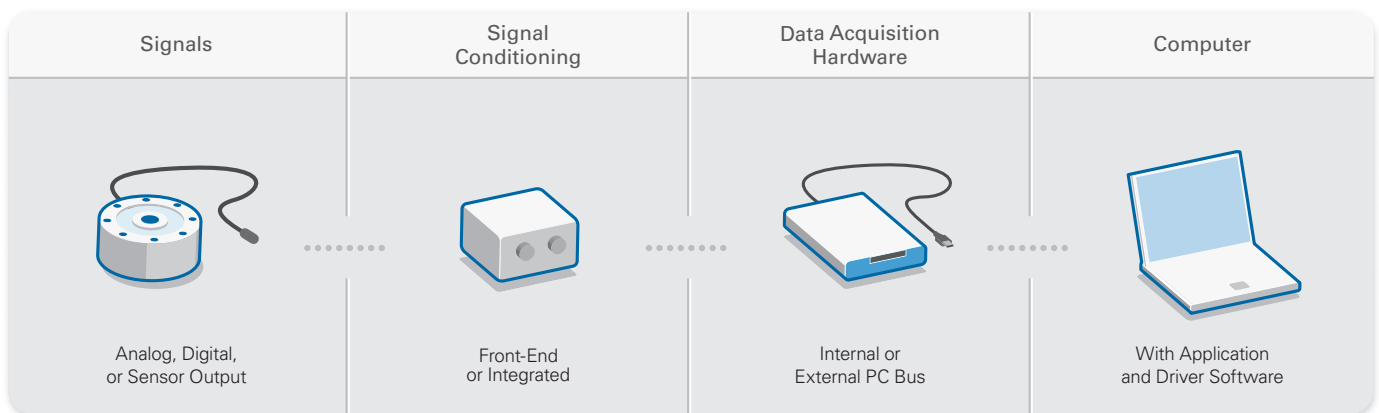 Signals
Signal
Conditioning
Data Acquisition
Hardware
Computer
Analog, Digital,
or Sensor Output
Front-End
or Integrated
Internal or
External PC Bus
With Application
and Driver Software